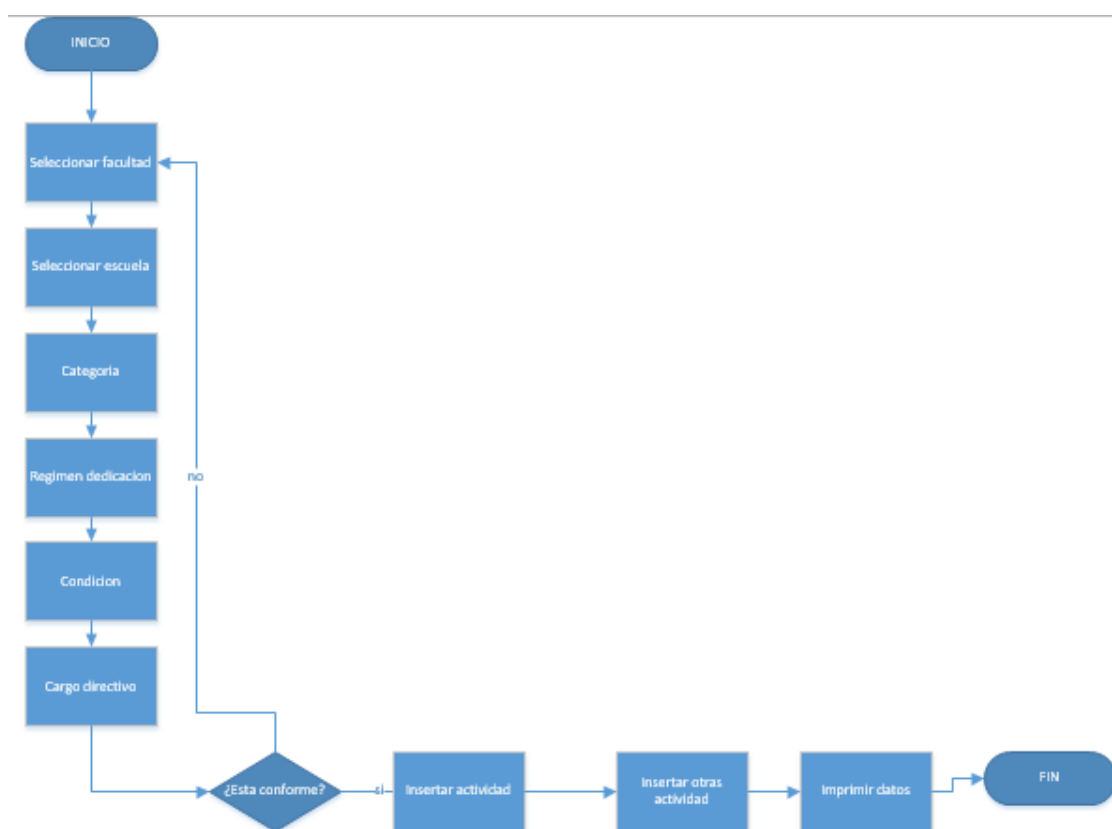 INICIO
Seleccionar facultad
Seleccionar escuela
Categoria
Regimen dedicacion
no
Condicion
Cargo directivo
¿Esta conforme?
si
Insertar actividad
Insertar otras
actividad
Imprimir datos
FIN